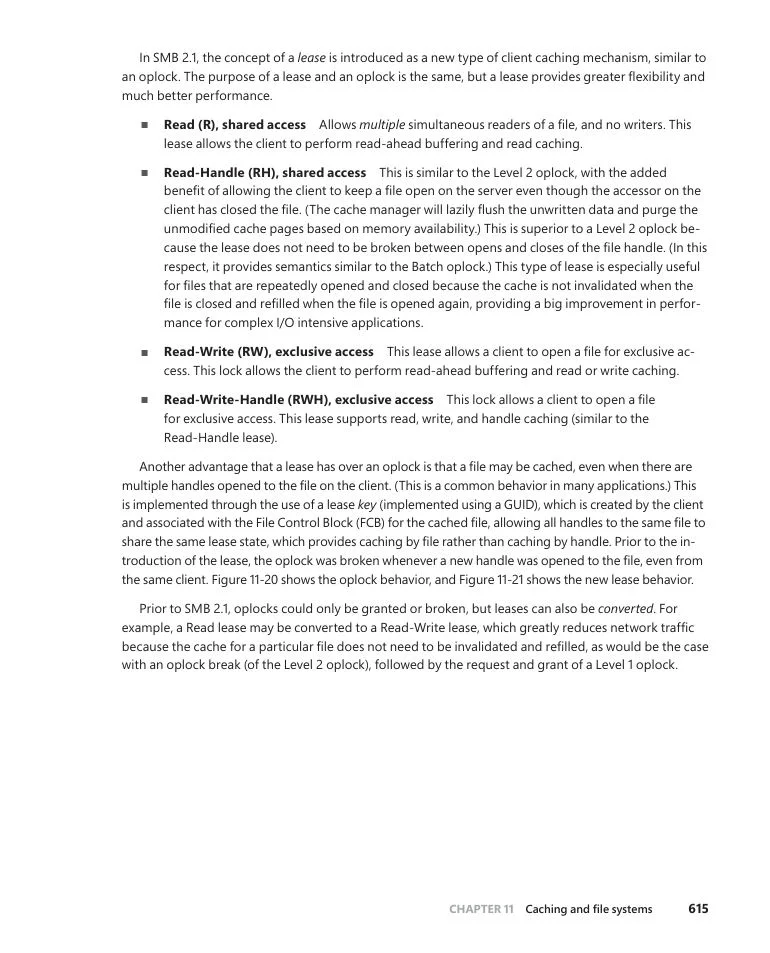 In SMB 2.1, the concept of a lease is introduced as a new type of client caching mechanism, similar to
an oplock. The purpose of a lease and an oplock is the same, but a lease provides greater flexibility and
much better performance.
■ Read (R), shared access Allows multiple simultaneous readers of a file, and no writers. This
lease allows the client to perform read-ahead buffering and read caching.
■ Read-Handle (RH), shared access This is similar to the Level 2 oplock, with the added
benefit of allowing the client to keep a file open on the server even though the accessor on the
client has closed the file. (The cache manager will lazily flush the unwritten data and purge the
unmodified cache pages based on memory availability.) This is superior to a Level 2 oplock be-
cause the lease does not need to be broken between opens and closes of the file handle. (In this
respect, it provides semantics similar to the Batch oplock.) This type of lease is especially useful
for files that are repeatedly opened and closed because the cache is not invalidated when the
file is closed and refilled when the file is opened again, providing a big improvement in perfor-
mance for complex I/O intensive applications.
■ Read-Write (RW), exclusive access This lease allows a client to open a file for exclusive ac-
cess. This lock allows the client to perform read-ahead buffering and read or write caching.
■ Read-Write-Handle (RWH), exclusive access This lock allows a client to open a file
for exclusive access. This lease supports read, write, and handle caching (similar to the
Read-Handle lease).
Another advantage that a lease has over an oplock is that a file may be cached, even when there are
multiple handles opened to the file on the client. (This is a common behavior in many applications.) This
is implemented through the use of a lease key (implemented using a GUID), which is created by the client
and associated with the File Control Block (FCB) for the cached file, allowing all handles to the same file to
share the same lease state, which provides caching by file rather than caching by handle. Prior to the in-
troduction of the lease, the oplock was broken whenever a new handle was opened to the file, even from
the same client. Figure 11-20 shows the oplock behavior, and Figure 11-21 shows the new lease behavior.
Prior to SMB 2.1, oplocks could only be granted or broken, but leases can also be converted. For
example, a Read lease may be converted to a Read-Write lease, which greatly reduces network traffic
because the cache for a particular file does not need to be invalidated and refilled, as would be the case
with an oplock break (of the Level 2 oplock), followed by the request and grant of a Level 1 oplock.
CHAPTER 11 Caching and file systems 615